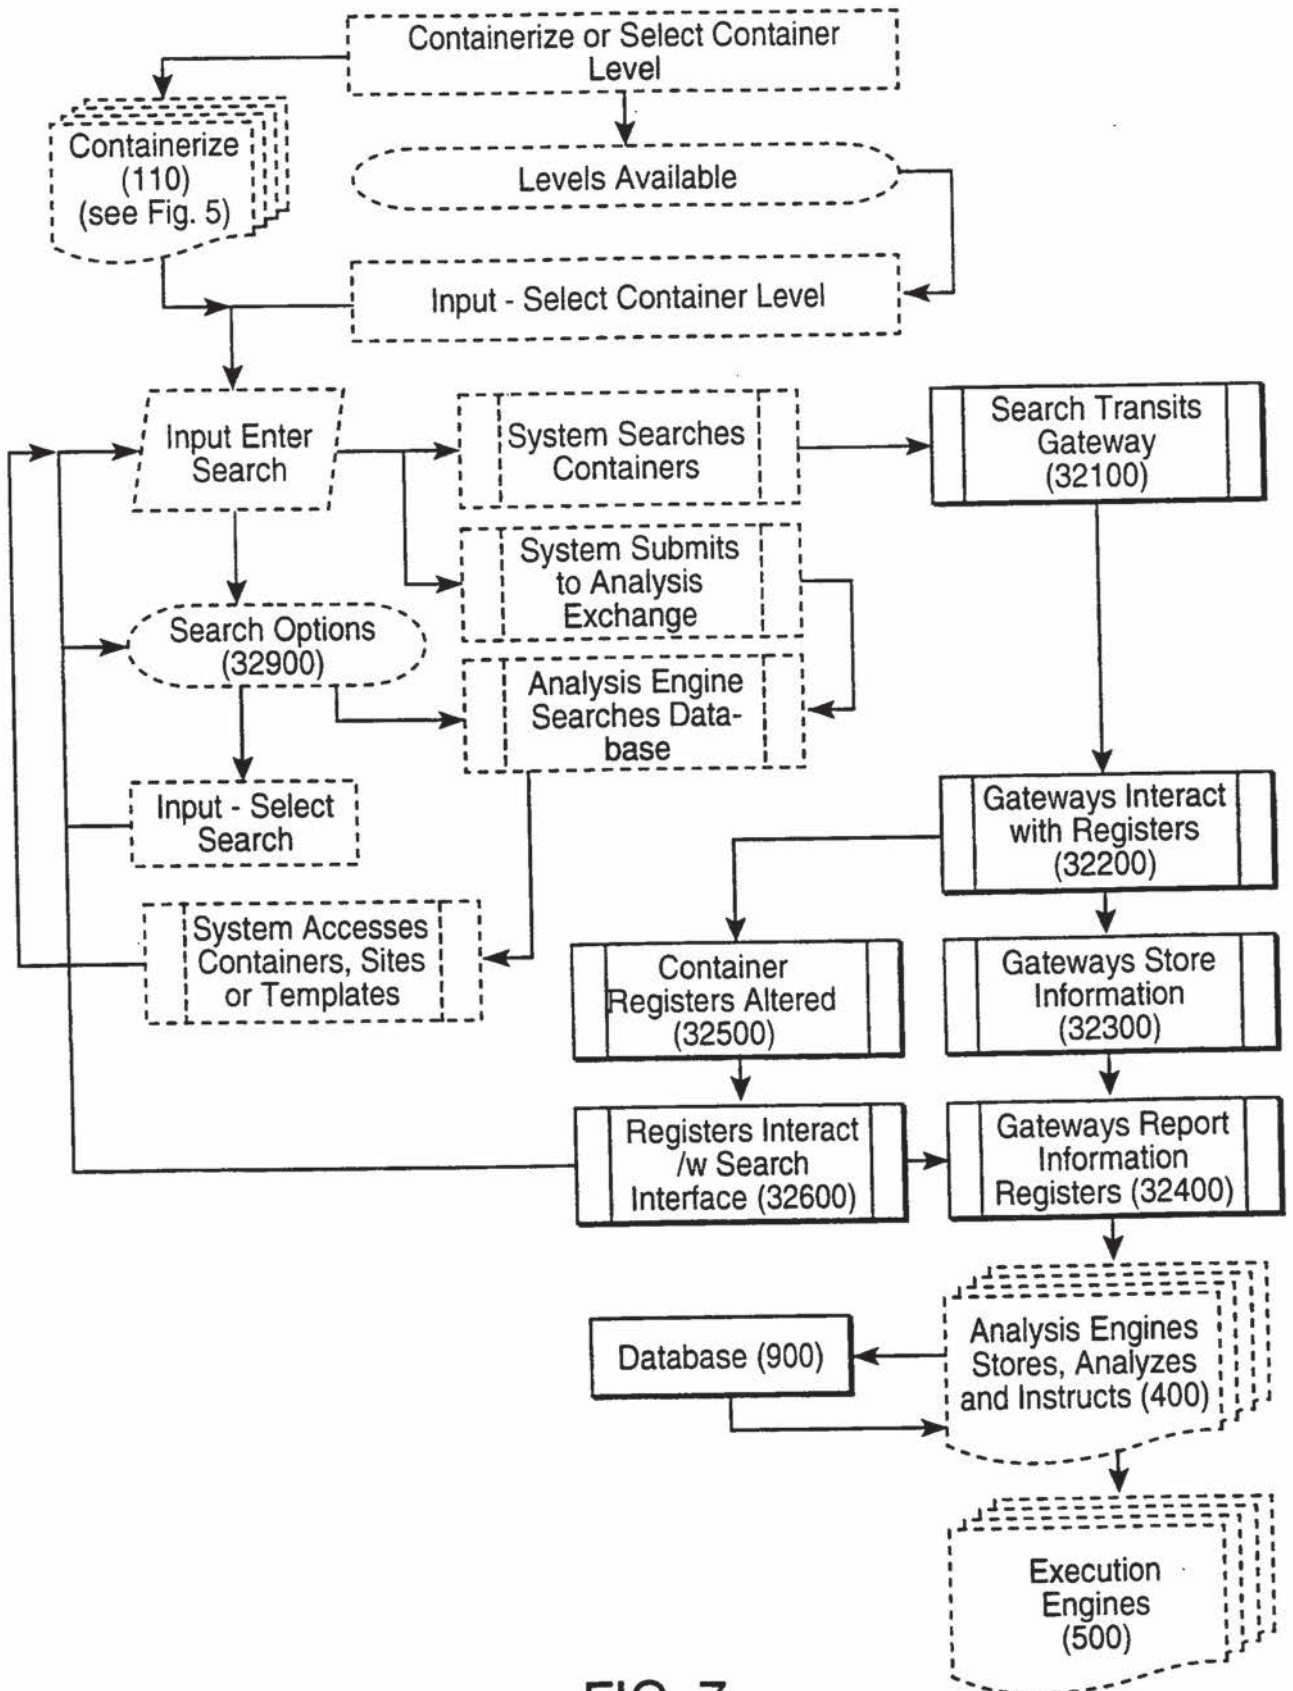 Containerize or Select Container
Level
Containerize
(110)
(see Fig. 5)
Levels Available
Input - Select Container Level
Input Enter
Search
System Searches
Containers
Search Transits
Gateway
(32100)
System Submits
to Analysis
Exchange
Search Options
(32900)
Analysis Engine
Searches Data-
base
Input - Select
Search
Gateways Interact
with Registers
(32200)
System Accesses
Containers, Sites
or Templates
Container
Registers Altered
(32500)
Gateways Store
Information
(32300)
Registers Interact
/w Search
Interface (32600)
Gateways Report
Information
Registers (32400)
Database (900)
Analysis Engines
Stores, Analyzes
and Instructs (400)
Execution
Engines
(500)
FIG. 7